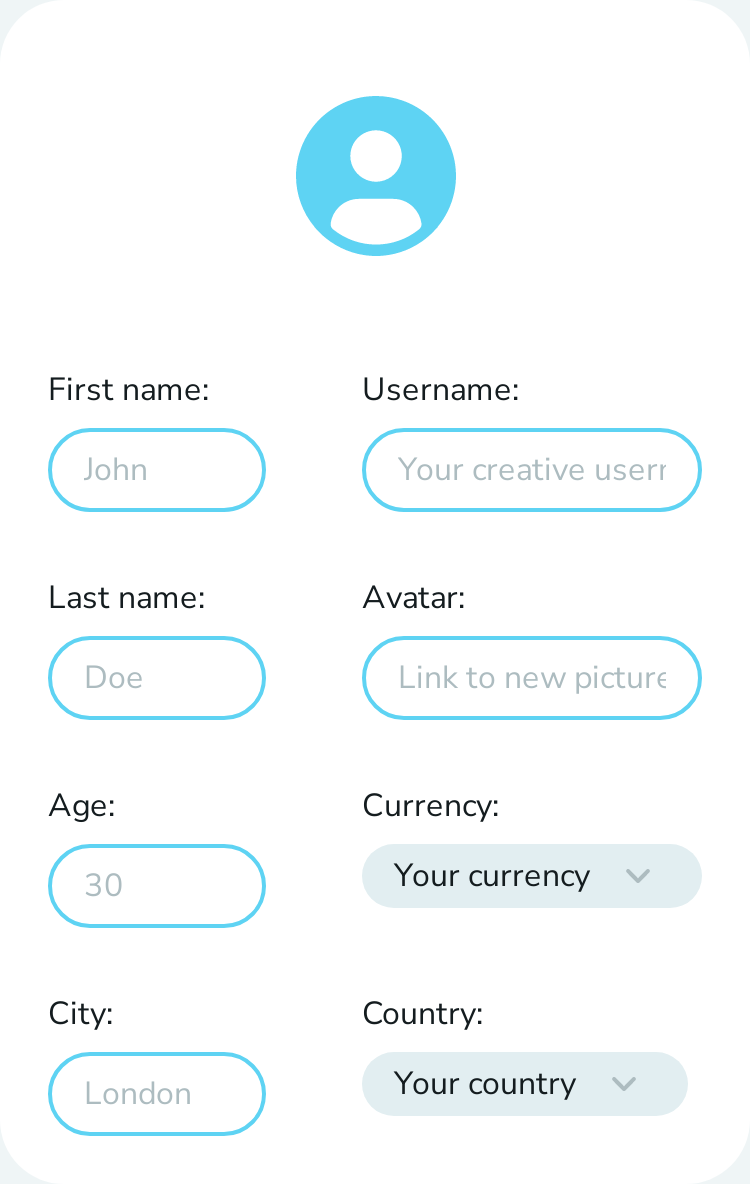 First name:
Username:
John
Your creative usern
Last name:
Avatar:
Doe
Link to new picture
Age:
Currency:
30
Your currency
City:
Country:
London
Your country